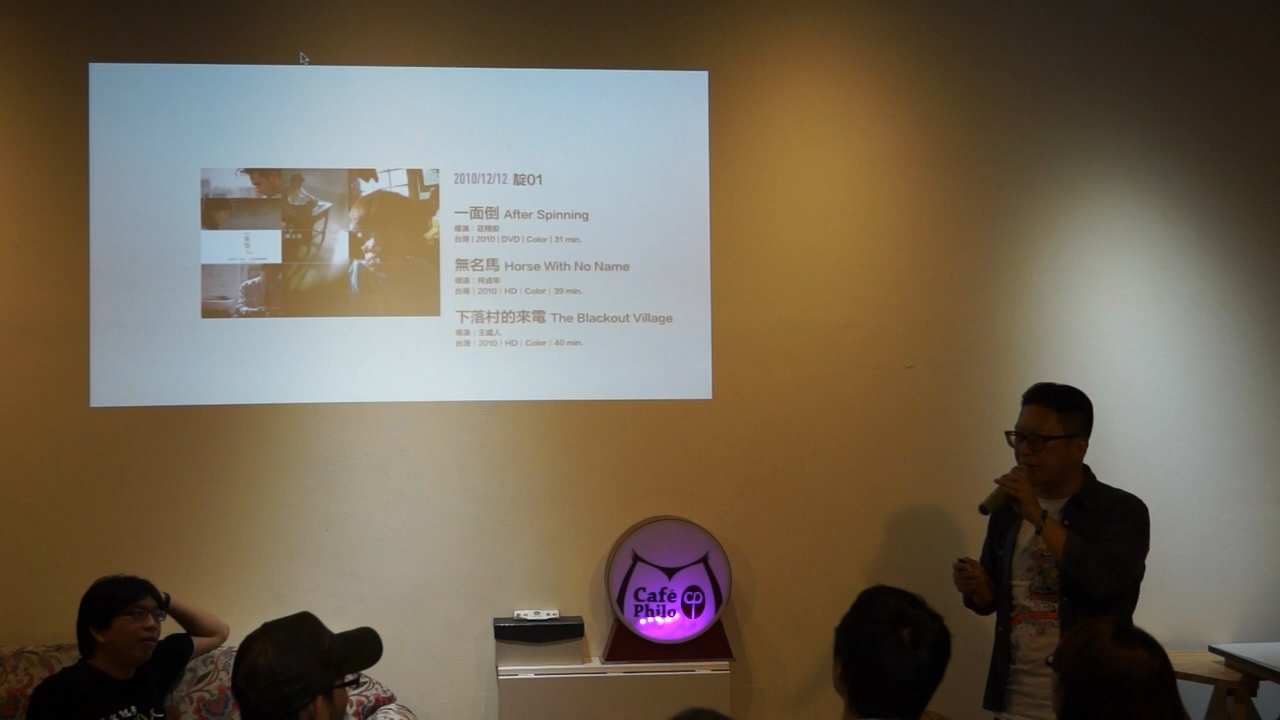 2010/12/12 靛01
一面倒 After Spinning
台灣 | 2010 | DVD | Color | 31 min.
無名馬 Horse With No Name
台灣 | 2010 | HD | Color | 39 min.
下落村的來電 The Blackout Village
台灣 | 2010 | HD | Color | 40 min.
Café
Philo